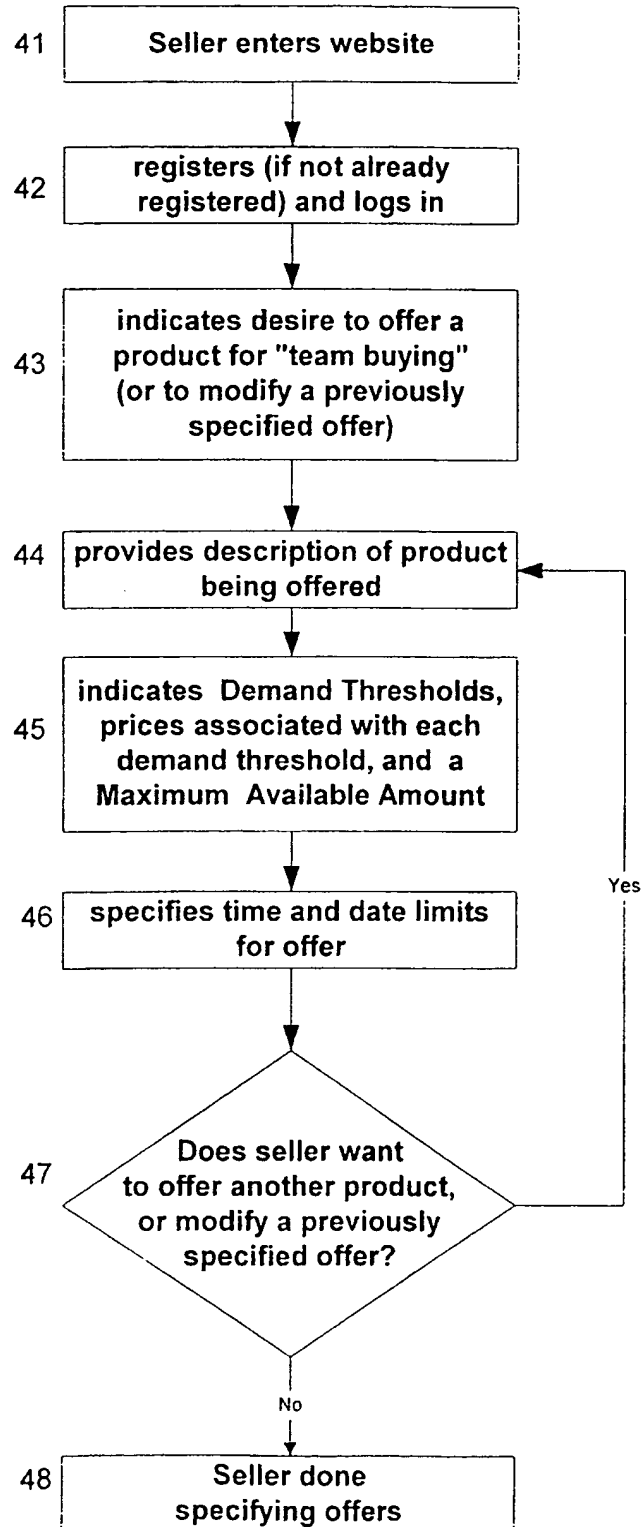 41
Seller enters website
42
registers (if not already
registered) and logs in
43
indicates desire to offer a
product for "team buying"
(or to modify a previously
specified offer)
44
provides description of product
being offered
45
indicates Demand Thresholds,
prices associated with each
demand threshold, and a
Maximum Available Amount
46
specifies time and date limits
for offer
Yes
47
Does seller want
to offer another product,
or modify a previously
specified offer?
No
48
Seller done
specifying offers